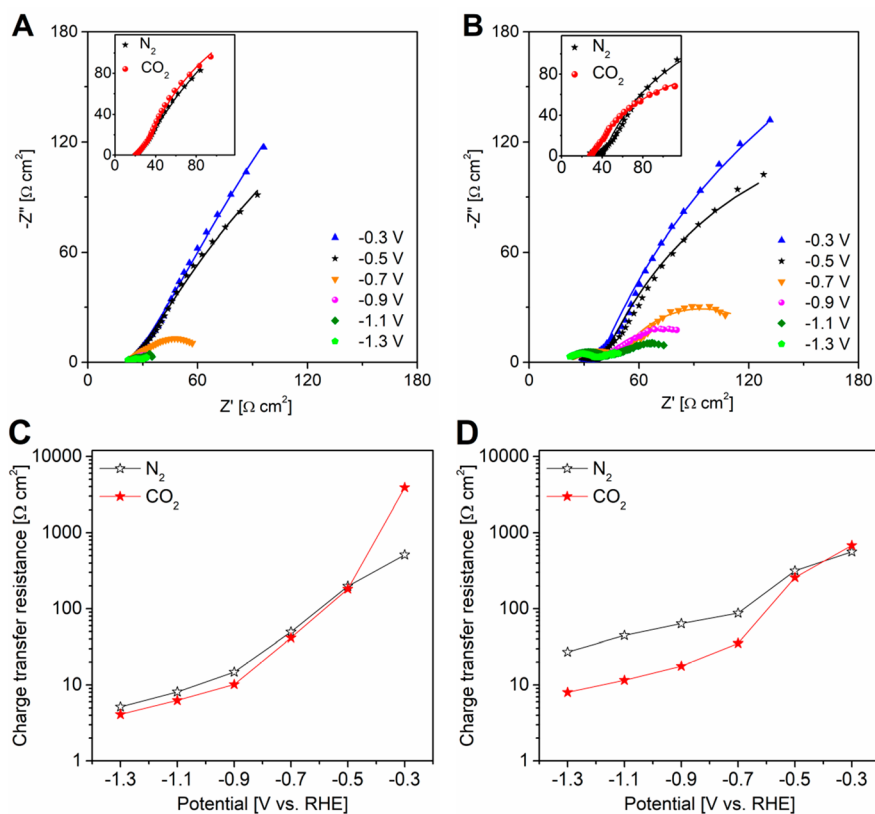 A
180
120
60
0
-Z" [Ω cm²]
0
60
120
180
Z' [Ω cm²]
80
40
0
0
40
80
N₂
CO₂
-0.3 V
-0.5 V
-0.7 V
-0.9 V
-1.1 V
-1.3 V
B
180
120
60
0
0
60
120
180
Z' [Ω cm²]
80
40
0
0
40
80
N₂
CO₂
-0.3 V
-0.5 V
-0.7 V
-0.9 V
-1.1 V
-1.3 V
C
Charge transfer resistance [Ω cm²]
10000
1000
100
10
1
N₂
CO₂
-1.3
-1.1
-0.9
-0.7
-0.5
-0.3
Potential [V vs. RHE]
D
Charge transfer resistance [Ω cm²]
10000
1000
100
10
1
N₂
CO₂
-1.3
-1.1
-0.9
-0.7
-0.5
-0.3
Potential [V vs. RHE]